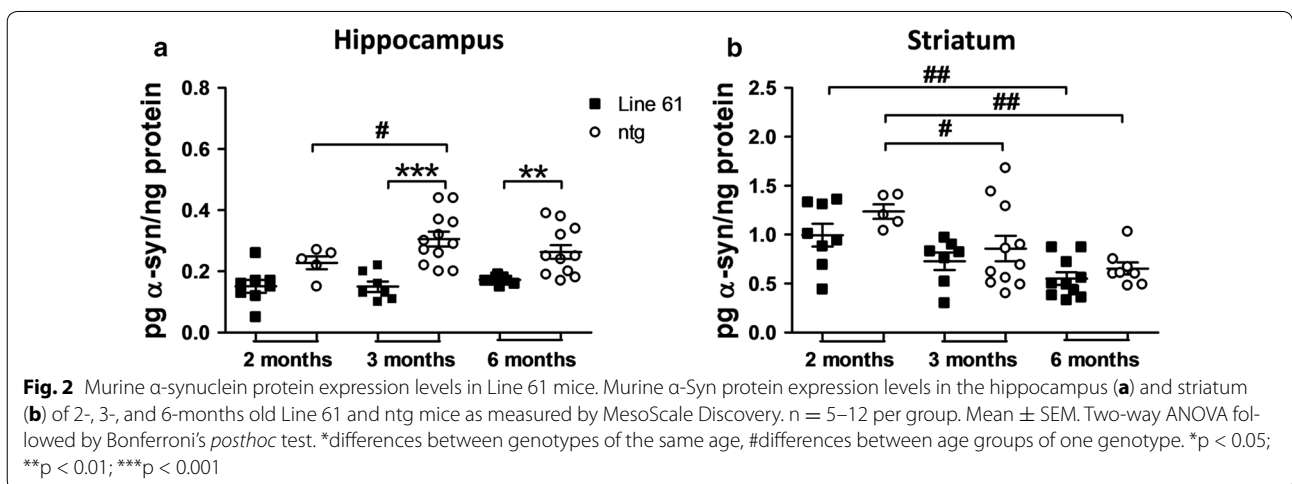 a Hippocampus
pg α-syn/ng protein
0.8
0.6
0.4
0.2
0.0
■ Line 61
○ ntg
#
*** **
2 months 3 months 6 months
b Striatum
pg α-syn/ng protein
2.5
2.0
1.5
1.0
0.5
0.0
##
##
#
2 months 3 months 6 months
Fig. 2 Murine α-synuclein protein expression levels in Line 61 mice. Murine α-Syn protein expression levels in the hippocampus (a) and striatum
(b) of 2-, 3-, and 6-months old Line 61 and ntg mice as measured by MesoScale Discovery. n = 5–12 per group. Mean ± SEM. Two-way ANOVA fol-
lowed by Bonferroni's posthoc test. *differences between genotypes of the same age, #differences between age groups of one genotype. *p < 0.05;
**p < 0.01; ***p < 0.001